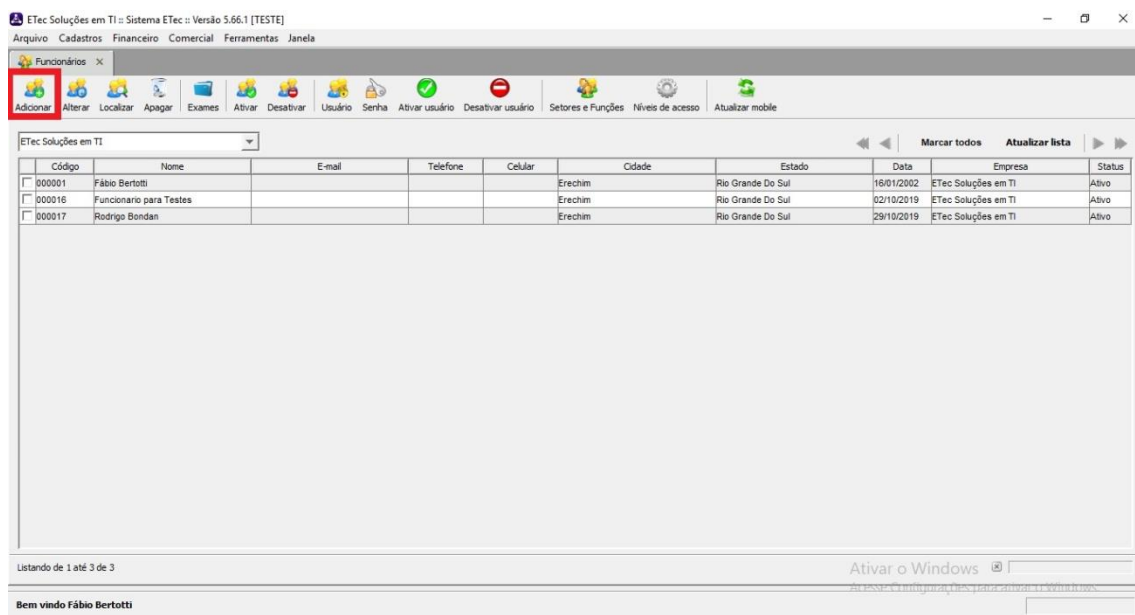 ETec Soluções em TI :: Sistema ETec :: Versão 5.66.1 [TESTE]
Arquivo Cadastros Financeiro Comercial Ferramentas Janela
Funcionários X
Adicionar Alterar Localizar Apagar Exames Ativar Desativar Usuário Senha Ativar usuário Desativar usuário Setores e Funções Níveis de acesso Atualizar mobile
ETec Soluções em TI Marcar todos Atualizar lista
Código Nome E-mail Telefone Celular Cidade Estado Data Empresa Status
000001 Fábio Bertotti Erechim Rio Grande Do Sul 16/01/2002 ETec Soluções em TI Ativo
000016 Funcionario para Testes Erechim Rio Grande Do Sul 02/10/2019 ETec Soluções em TI Ativo
000017 Rodrigo Bondan Erechim Rio Grande Do Sul 29/10/2019 ETec Soluções em TI Ativo
Listando de 1 até 3 de 3 Ativar o Windows
Acesse Configurações para ativar o Windows.
Bem vindo Fábio Bertotti